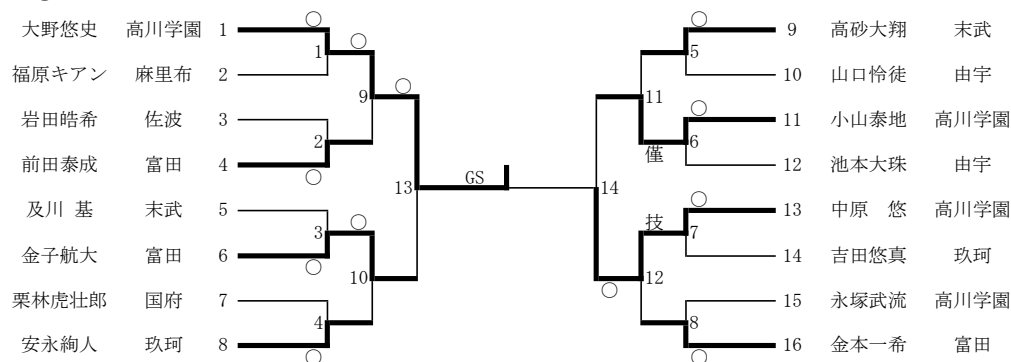 大野悠史 高川学園 1 ○ 1 ○
福原キアン 麻里布 2 9 ○
岩田皓希 佐波 3 2
前田泰成 富田 4 ○ 13 GS
及川 基 末武 5 3 ○
金子航大 富田 6 ○ 10
栗林虎壮郎 国府 7 4
安永絢人 玖珂 8 ○
○ 5 9 高砂大翔 末武
11 10 山口怜徒 由宇
○ 6 11 小山泰地 高川学園
僅 12 池本大珠 由宇
14 ○ 13 中原 悠 高川学園
技 7 14 吉田悠真 玖珂
12 15 永塚武流 高川学園
○ 8 ○ 16 金本一希 富田